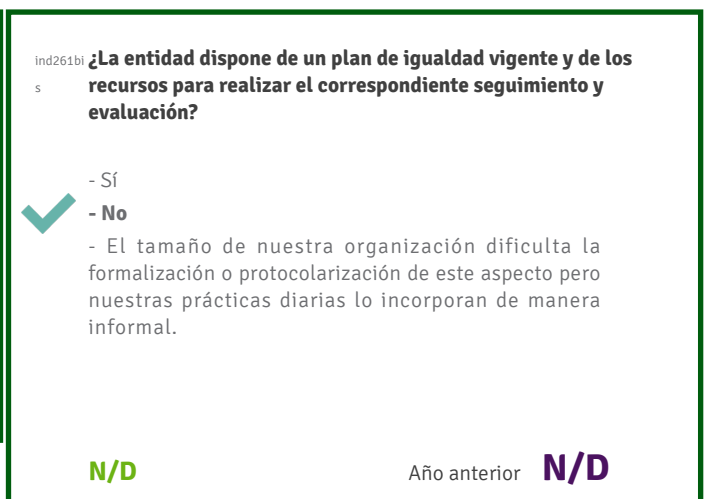 ind261bi ¿La entidad dispone de un plan de igualdad vigente y de los
s recursos para realizar el correspondiente seguimiento y
evaluación?
- Sí
- No
- El tamaño de nuestra organización dificulta la
formalización o protocolarización de este aspecto pero
nuestras prácticas diarias lo incorporan de manera
informal.
N/D Año anterior N/D